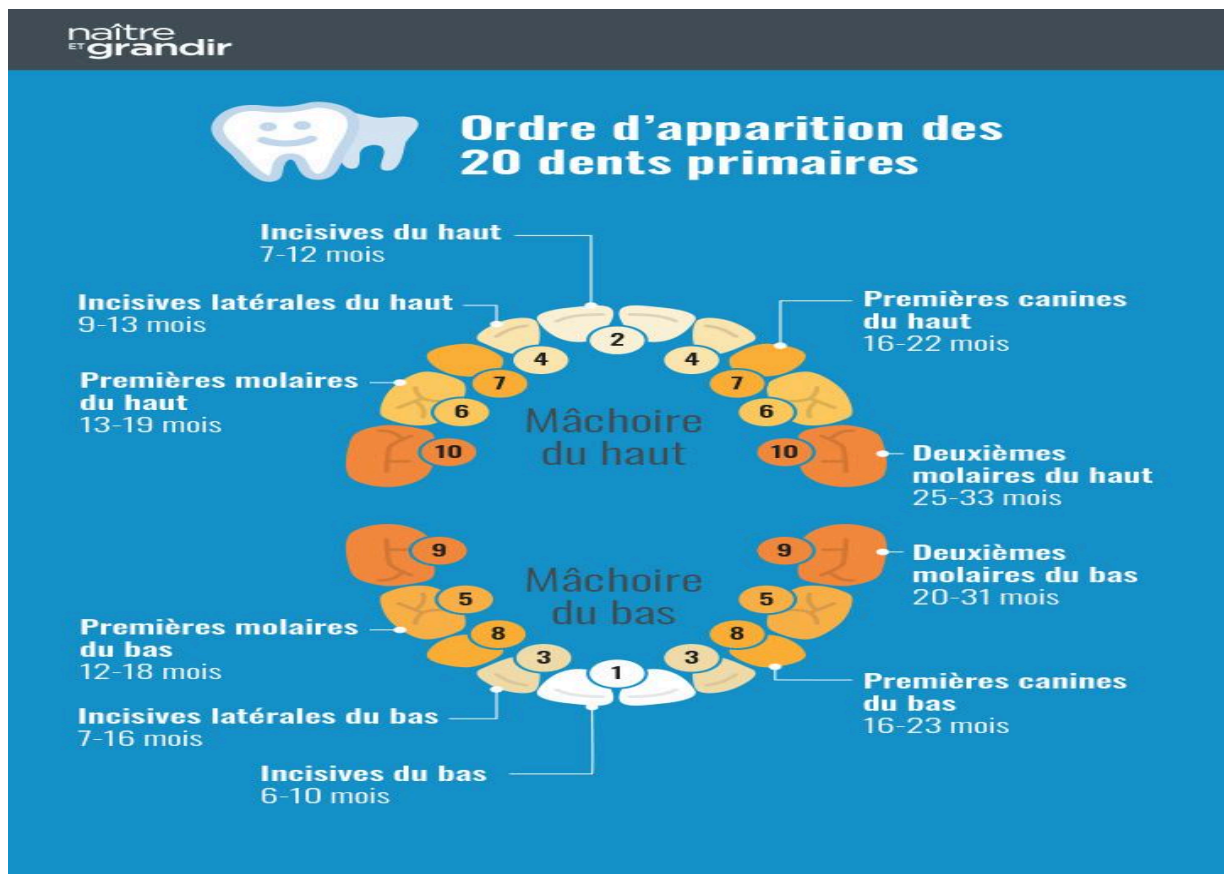 naître
ET grandir
Ordre d'apparition des
20 dents primaires
Incisives du haut
7-12 mois
Incisives latérales du haut
9-13 mois
Premières molaires
du haut
13-19 mois
Premières canines
du haut
16-22 mois
Deuxièmes
molaires du haut
25-33 mois
2
4
4
7
7
6
6
10
10
Mâchoire
du haut
9
9
Mâchoire
du bas
5
5
8
8
3
3
1
Deuxièmes
molaires du bas
20-31 mois
Premières molaires
du bas
12-18 mois
Incisives latérales du bas
7-16 mois
Incisives du bas
6-10 mois
Premières canines
du bas
16-23 mois